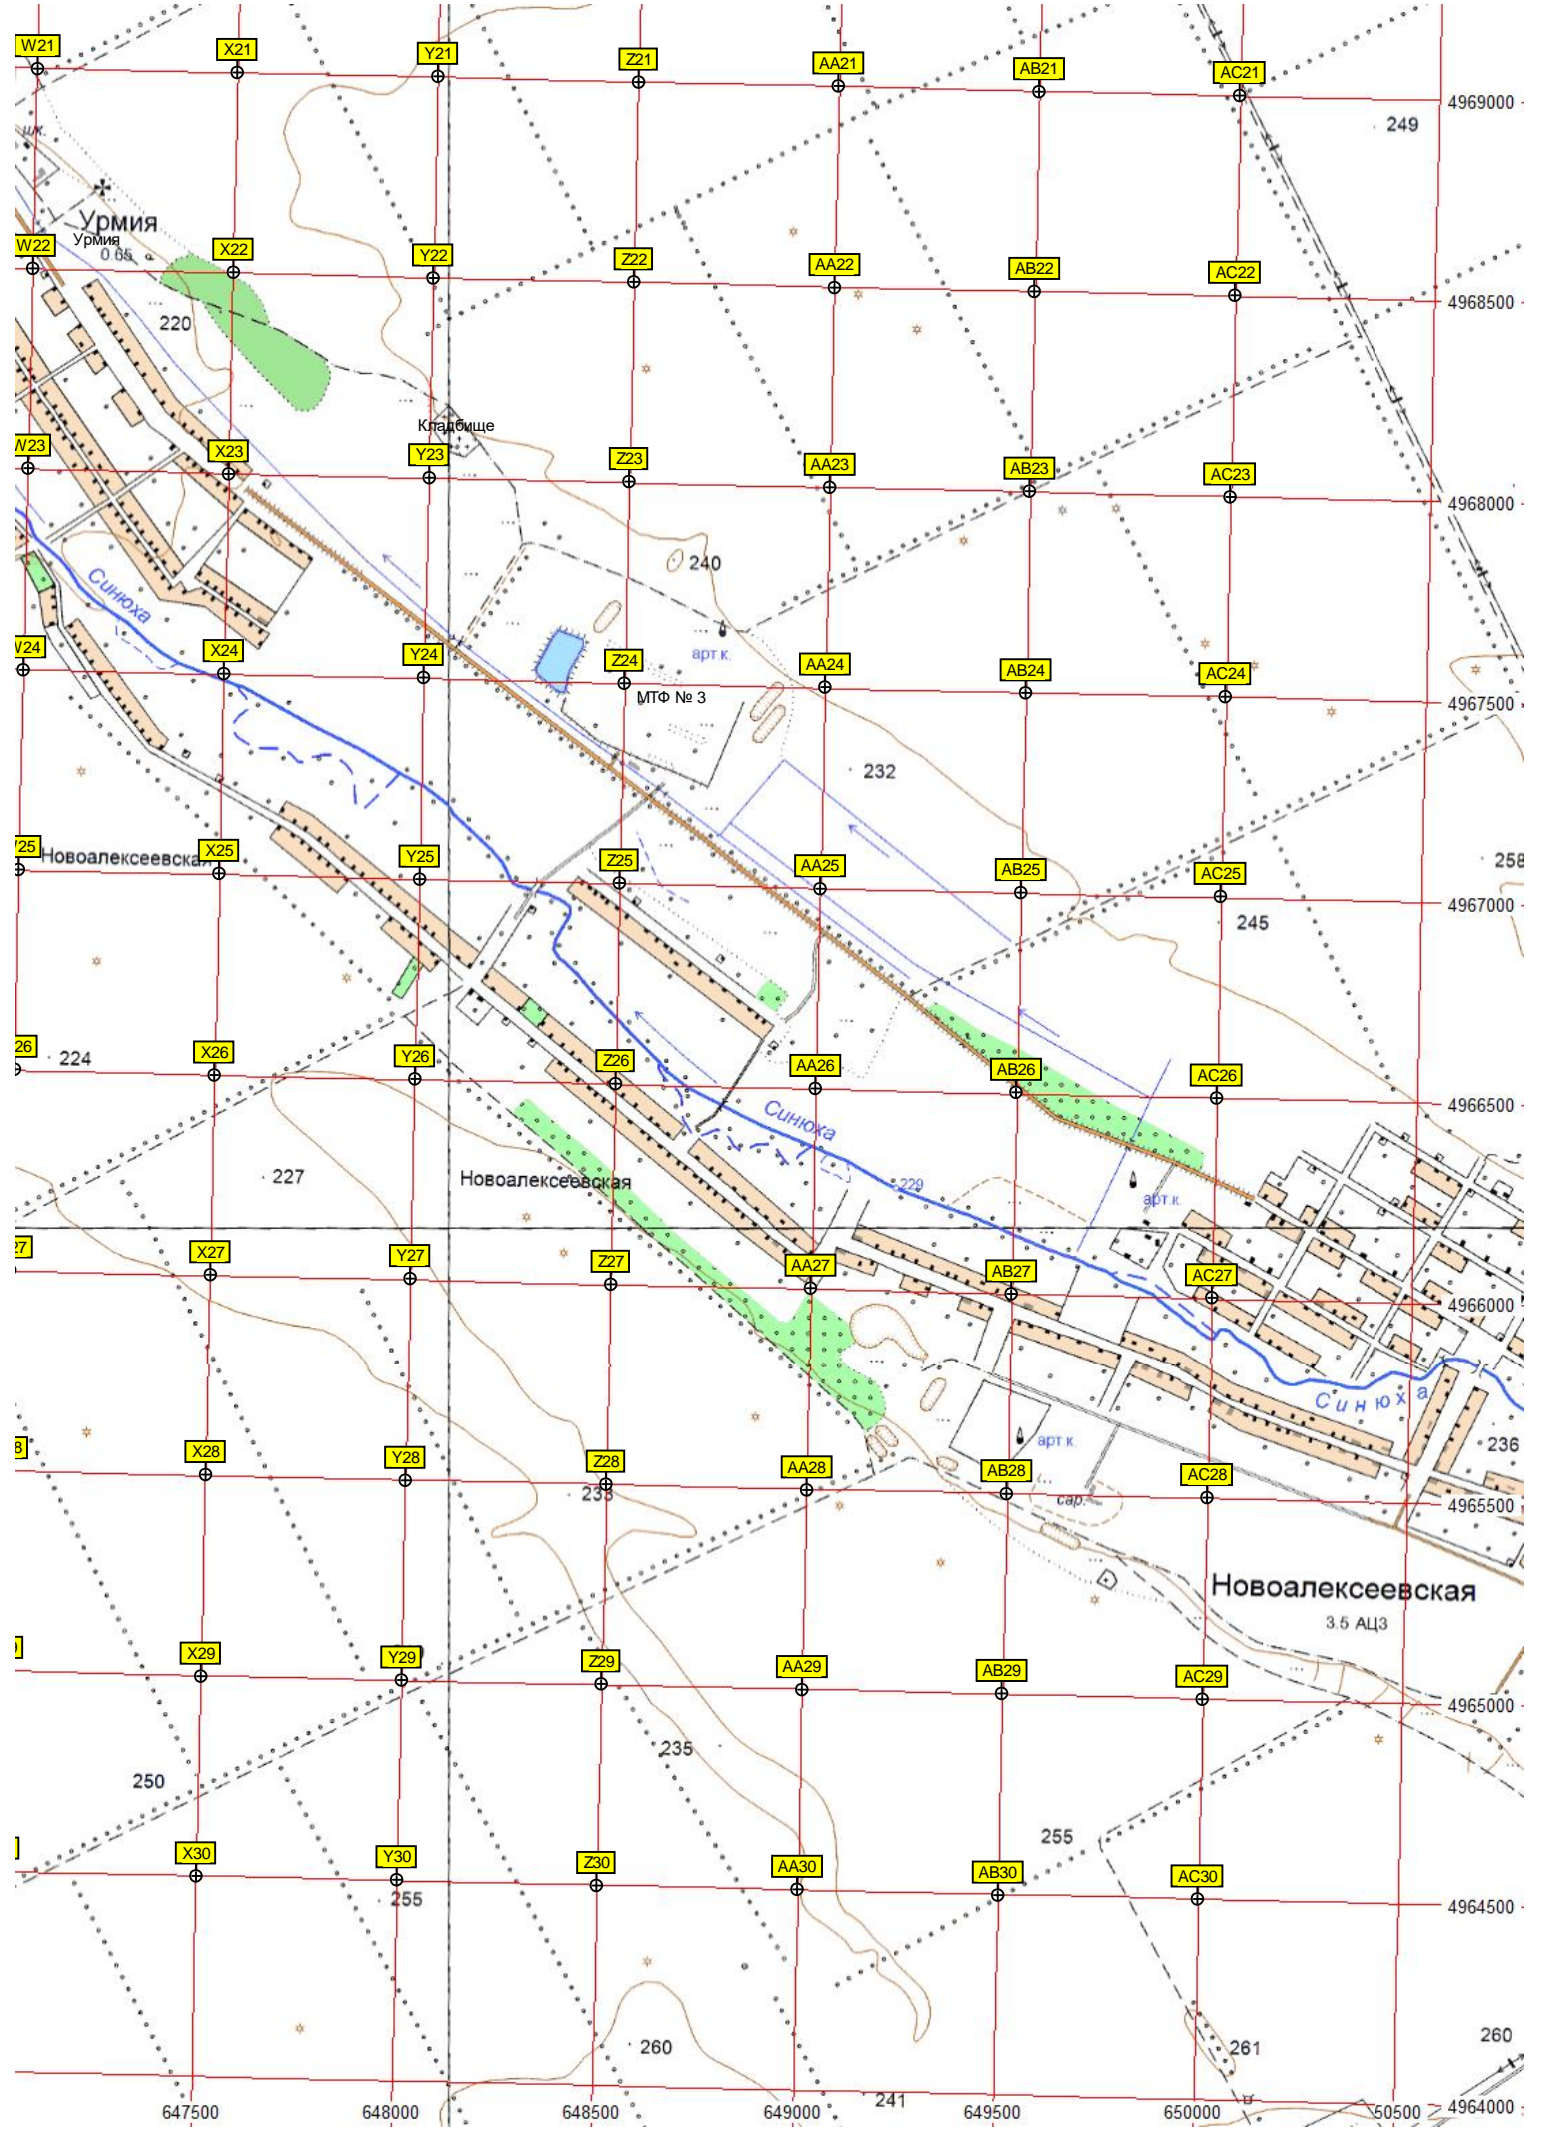 W21 X21 Y21 Z21 AA21 AB21 AC21
4969000
249
шк.
Урмия
Урмия
0.65
W22 X22 Y22 Z22 AA22 AB22 AC22
4968500
220
Кладбище
W23 X23 Y23 Z23 AA23 AB23 AC23
4968000
240
Синюха
арт к.
W24 X24 Y24 Z24 AA24 AB24 AC24
МТФ № 3
4967500
232
Новоалексеевская
25 X25 Y25 Z25 AA25 AB25 AC25
258
4967000
245
26 X26 Y26 Z26 AA26 AB26 AC26
224
4966500
Синюха
227
Новоалексеевская
229
арт.к.
27 X27 Y27 Z27 AA27 AB27 AC27
4966000
Синюха
236
арт к.
8 X28 Y28 Z28 AA28 AB28 AC28
233
сар.
4965500
Новоалексеевская
3.5 АЦЗ
X29 Y29 Z29 AA29 AB29 AC29
4965000
235
250
255
X30 Y30 Z30 AA30 AB30 AC30
255
4964500
260
261
260
241
4964000
647500 648000 648500 649000 649500 650000 50500